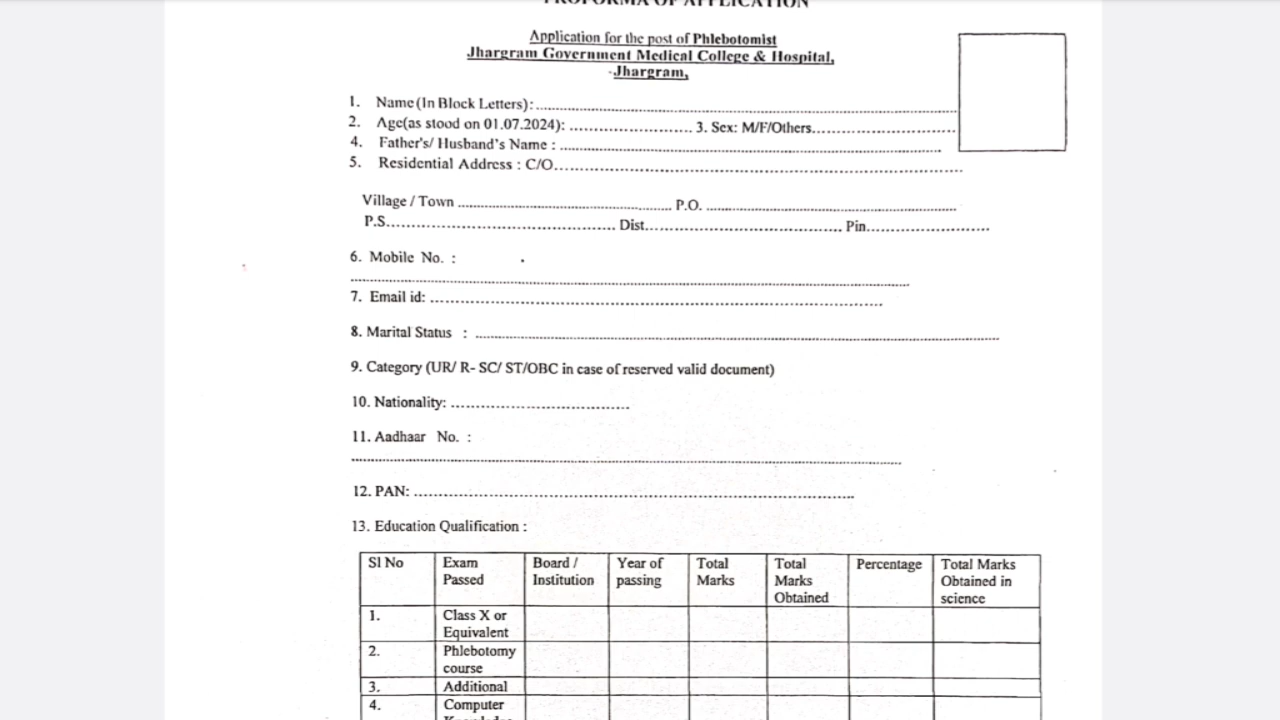 PROFORMA OF APPLICATION
Application for the post of Phlebotomist
Jhargram Government Medical College & Hospital,
Jhargram,
1. Name (In Block Letters): ........................................
2. Age(as stood on 01.07.2024): .......................... 3. Sex: M/F/Others..............................
4. Father's/ Husband's Name : ........................................
5. Residential Address : C/O........................................
Village / Town ........................................ P.O. ........................................
P.S........................................ Dist........................................ Pin..........................
6. Mobile No. :
........................................
7. Email id: ........................................
8. Marital Status : ........................................
9. Category (UR/ R- SC/ ST/OBC in case of reserved valid document)
10. Nationality: ........................................
11. Aadhaar No. :
........................................
12. PAN: ........................................
13. Education Qualification :
Sl No Exam Passed Board / Institution Year of passing Total Marks Total Marks Obtained Percentage Total Marks Obtained in science
1. Class X or Equivalent
2. Phlebotomy course
3. Additional
4. Computer